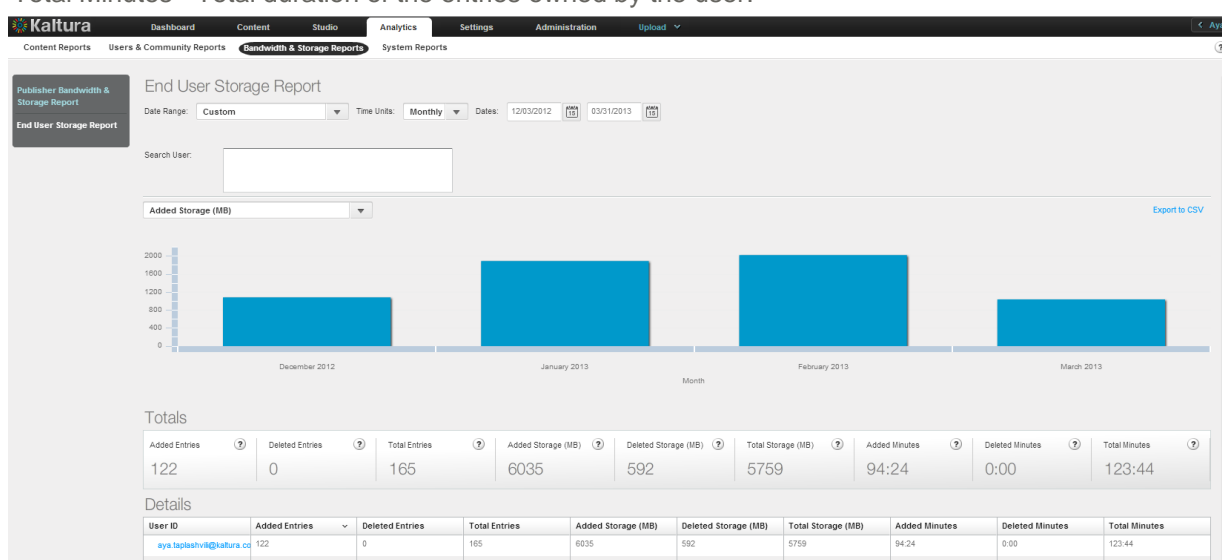 Total Minutes - Total duration of the entries owned by the user.
Kaltura Dashboard Content Studio Analytics Settings Administration Upload
Content Reports Users & Community Reports Bandwidth & Storage Reports System Reports
Publisher Bandwidth & Storage Report
End User Storage Report
End User Storage Report
Date Range: Custom Time Units: Monthly Dates: 12/03/2012 03/31/2013
Search User:
Added Storage (MB) Export to CSV
2000
1600
1200
800
400
0
December 2012 January 2013 February 2013 March 2013
Month
Totals
Added Entries ? Deleted Entries ? Total Entries ? Added Storage (MB) ? Deleted Storage (MB) ? Total Storage (MB) ? Added Minutes ? Deleted Minutes ? Total Minutes ?
122 0 165 6035 592 5759 94:24 0:00 123:44
Details
User ID Added Entries Deleted Entries Total Entries Added Storage (MB) Deleted Storage (MB) Total Storage (MB) Added Minutes Deleted Minutes Total Minutes
aya.taplashvili@kaltura.co 122 0 165 6035 592 5759 94:24 0:00 123:44